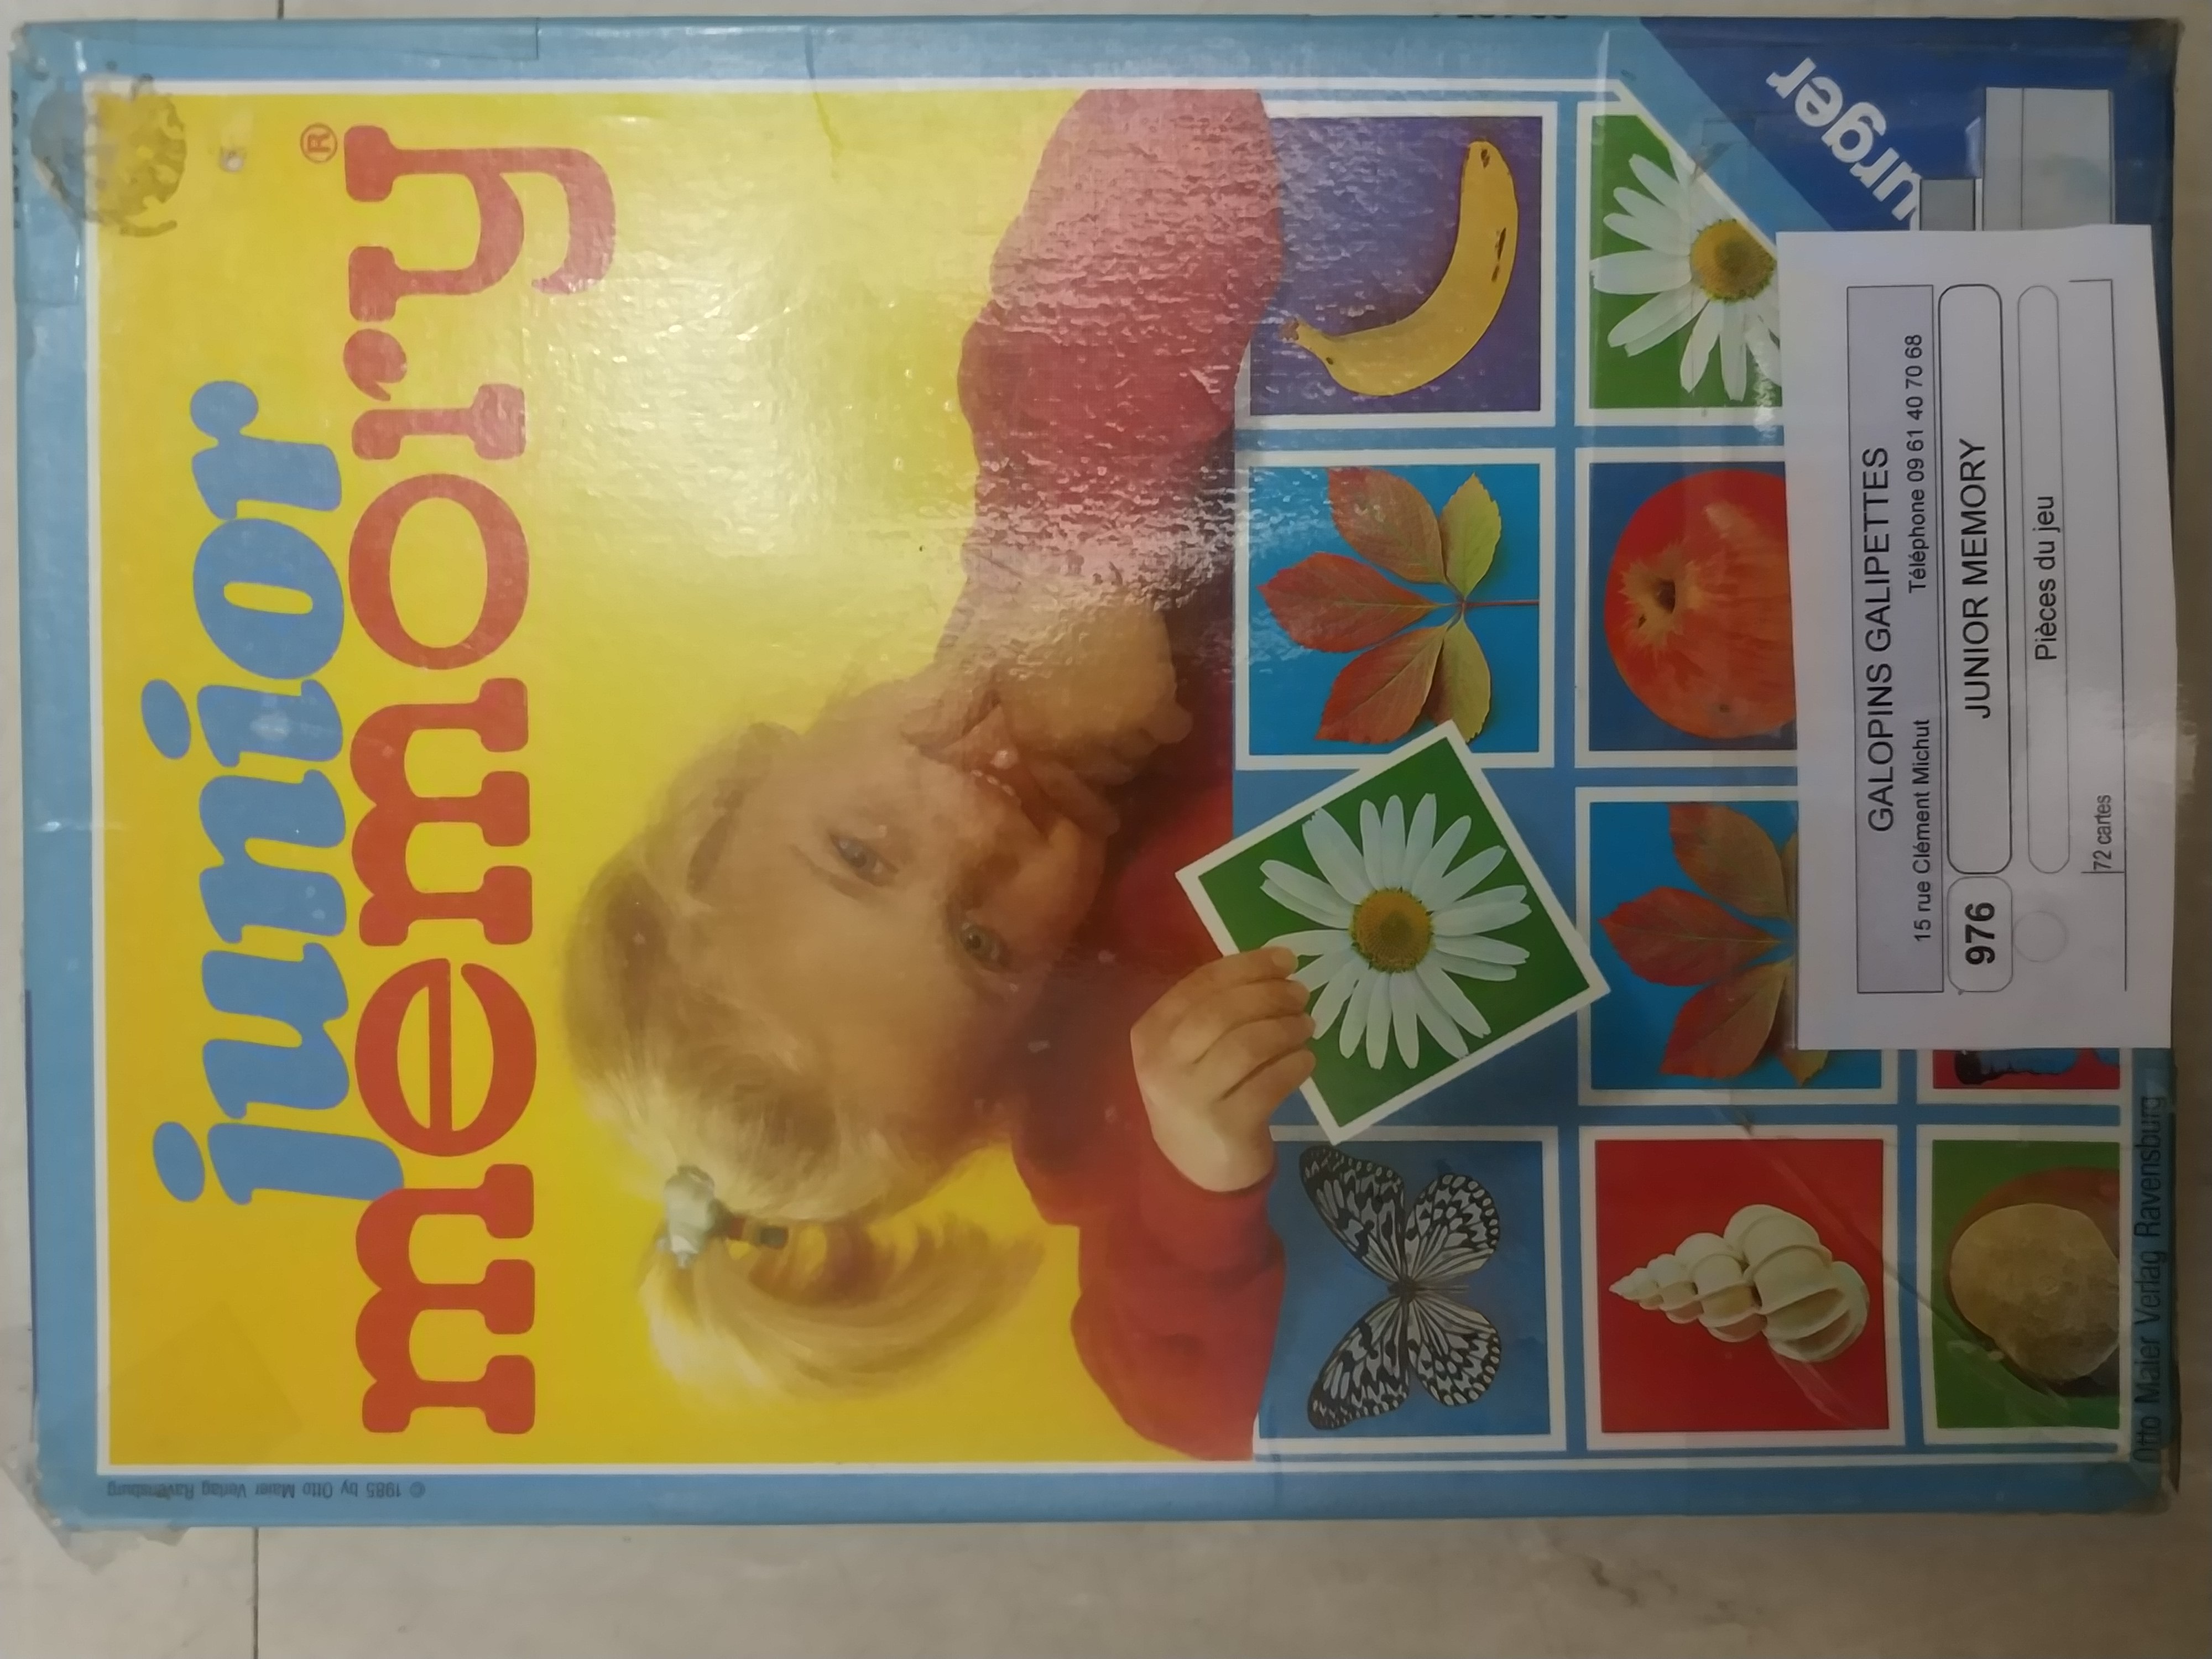 junior
memory®
urger
GALOPINS GALIPETTES
15 rue Clément Michut Téléphone 09 61 40 70 68
976 JUNIOR MEMORY
Pièces du jeu
72 cartes
Otto Maier Verlag Ravensburg
© 1985 by Otto Maier Verlag Ravensburg